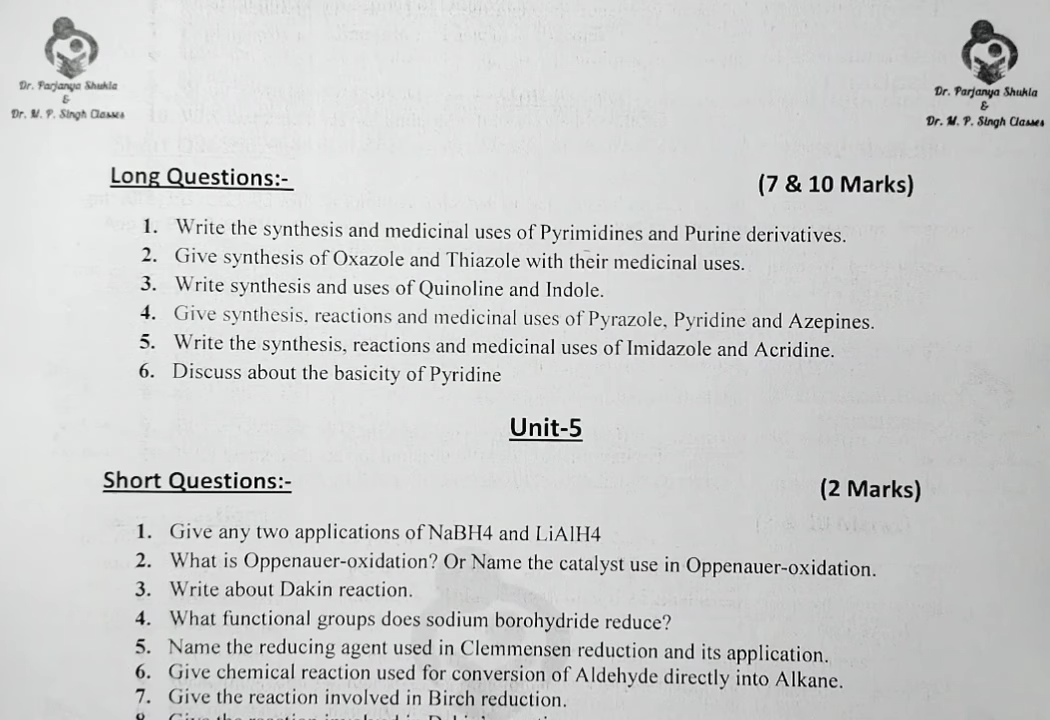 Dr. Parjanya Shukla
&
Dr. M. P. Singh Classes
Dr. Parjanya Shukla
&
Dr. M. P. Singh Classes
Long Questions:- (7 & 10 Marks)
1. Write the synthesis and medicinal uses of Pyrimidines and Purine derivatives.
2. Give synthesis of Oxazole and Thiazole with their medicinal uses.
3. Write synthesis and uses of Quinoline and Indole.
4. Give synthesis, reactions and medicinal uses of Pyrazole, Pyridine and Azepines.
5. Write the synthesis, reactions and medicinal uses of Imidazole and Acridine.
6. Discuss about the basicity of Pyridine
Unit-5
Short Questions:- (2 Marks)
1. Give any two applications of NaBH4 and LiAlH4
2. What is Oppenauer-oxidation? Or Name the catalyst use in Oppenauer-oxidation.
3. Write about Dakin reaction.
4. What functional groups does sodium borohydride reduce?
5. Name the reducing agent used in Clemmensen reduction and its application.
6. Give chemical reaction used for conversion of Aldehyde directly into Alkane.
7. Give the reaction involved in Birch reduction.
8. Give the reaction involved in